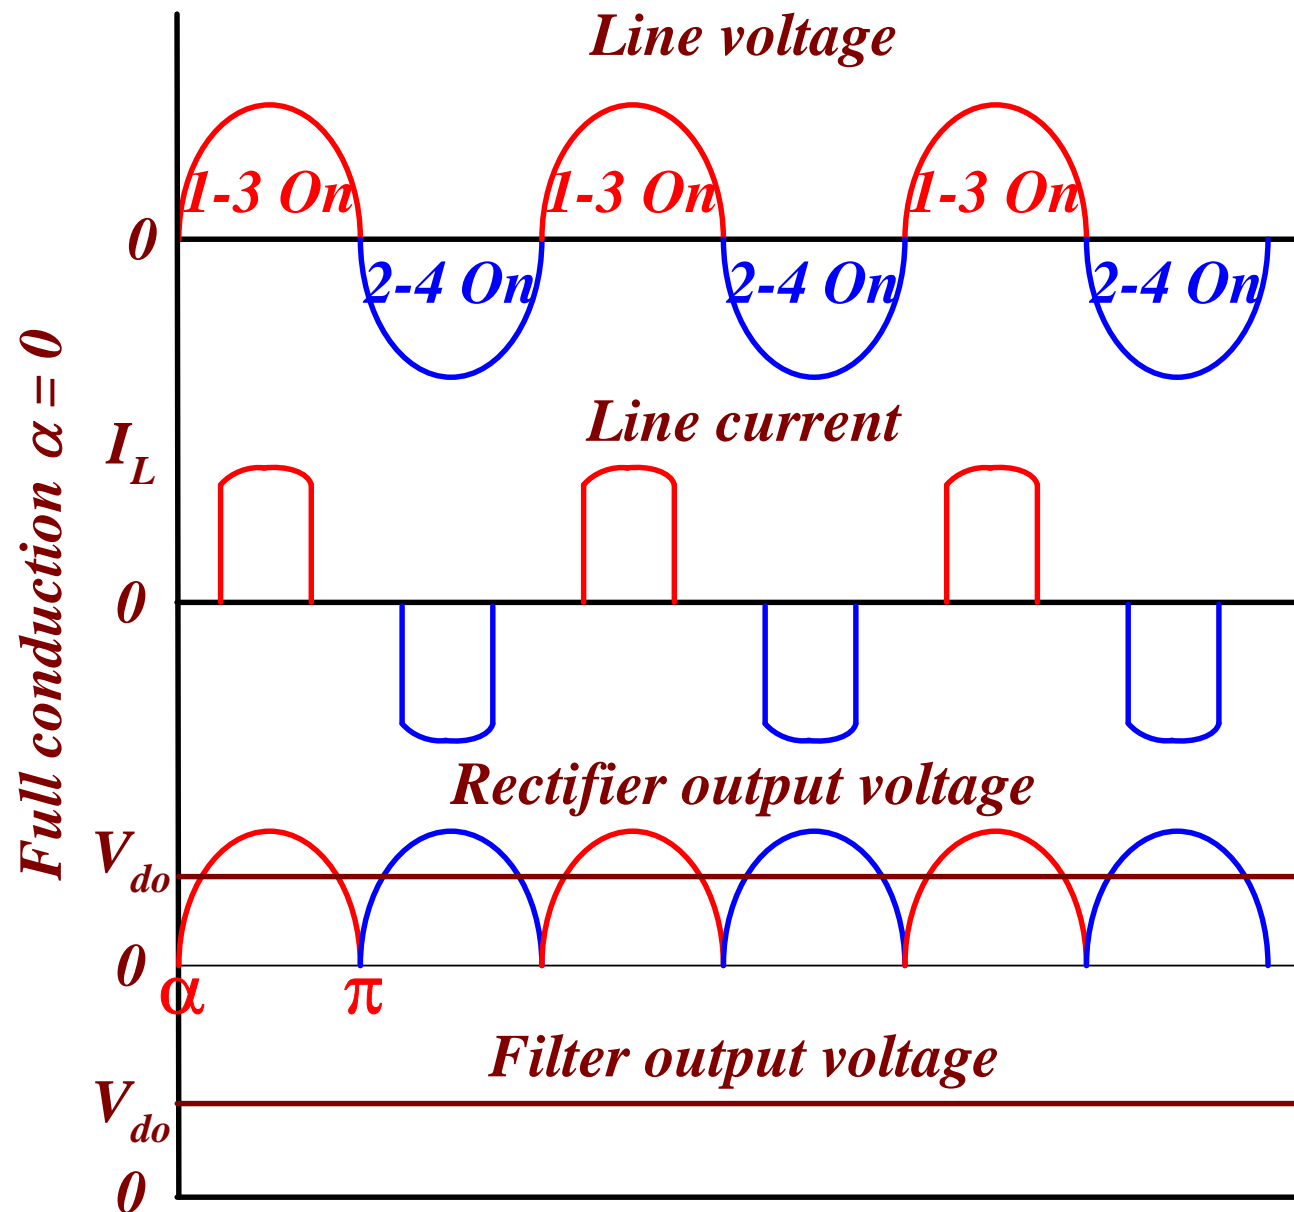 Line voltage
1-3 On 1-3 On 1-3 On
0
2-4 On 2-4 On 2-4 On
Full conduction α = 0
Line current
I_L
0
Rectifier output voltage
V_do
0
α π
Filter output voltage
V_do
0